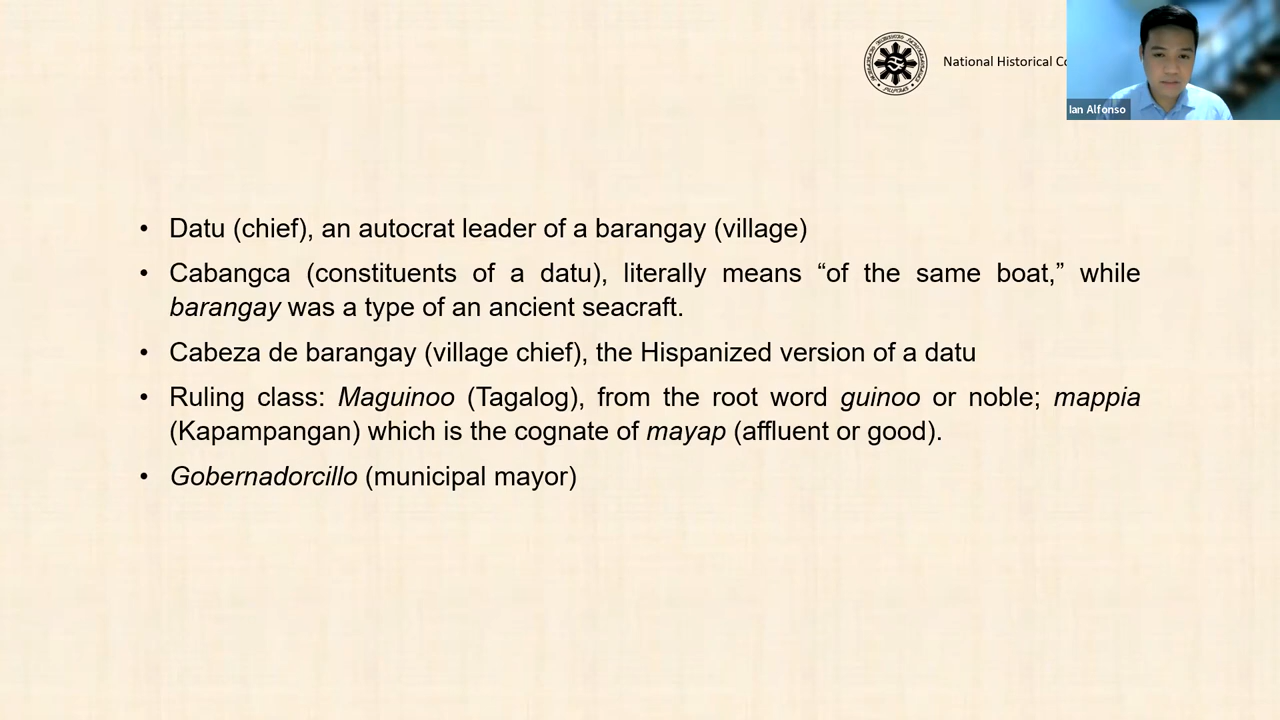 National Historical
Ian Alfonso
• Datu (chief), an autocrat leader of a barangay (village)
• Cabangca (constituents of a datu), literally means “of the same boat,” while
barangay was a type of an ancient seacraft.
• Cabeza de barangay (village chief), the Hispanized version of a datu
• Ruling class: Maguinoo (Tagalog), from the root word guinoo or noble; mappia
(Kapampangan) which is the cognate of mayap (affluent or good).
• Gobernadorcillo (municipal mayor)